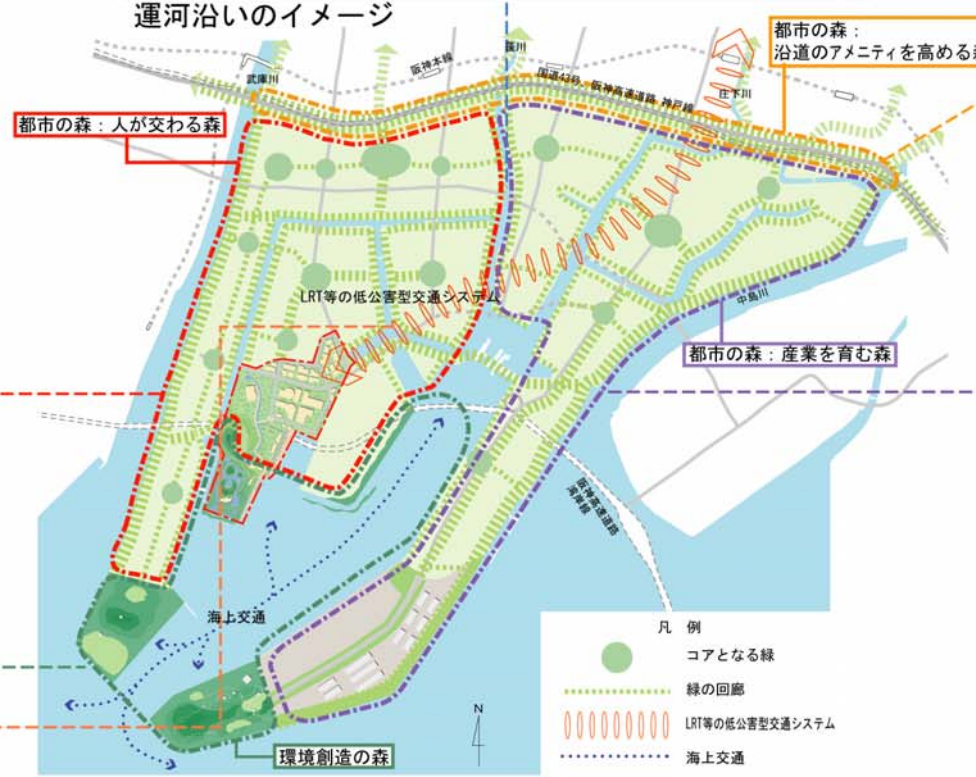 運河沿いのイメージ
都市の森：
沿道のアメニティを高める
武庫川
阪神本線
蓬川
国道43号、阪神高速道路 神戸線
庄下川
都市の森：人が交わる森
LRT等の低公害型交通システム
中島川
都市の森：産業を育む森
阪神高速道路
湾岸線
海上交通
環境創造の森
N
凡 例
コアとなる緑
緑の回廊
LRT等の低公害型交通システム
海上交通